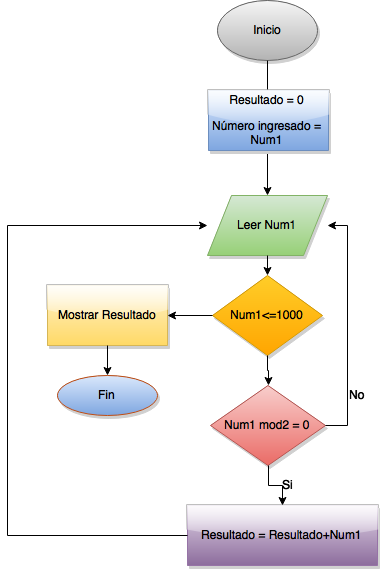 Inicio
Resultado = 0
Número ingresado =
Num1
Leer Num1
Num1<=1000
Mostrar Resultado
Fin
Num1 mod2 = 0
No
Si
Resultado = Resultado+Num1